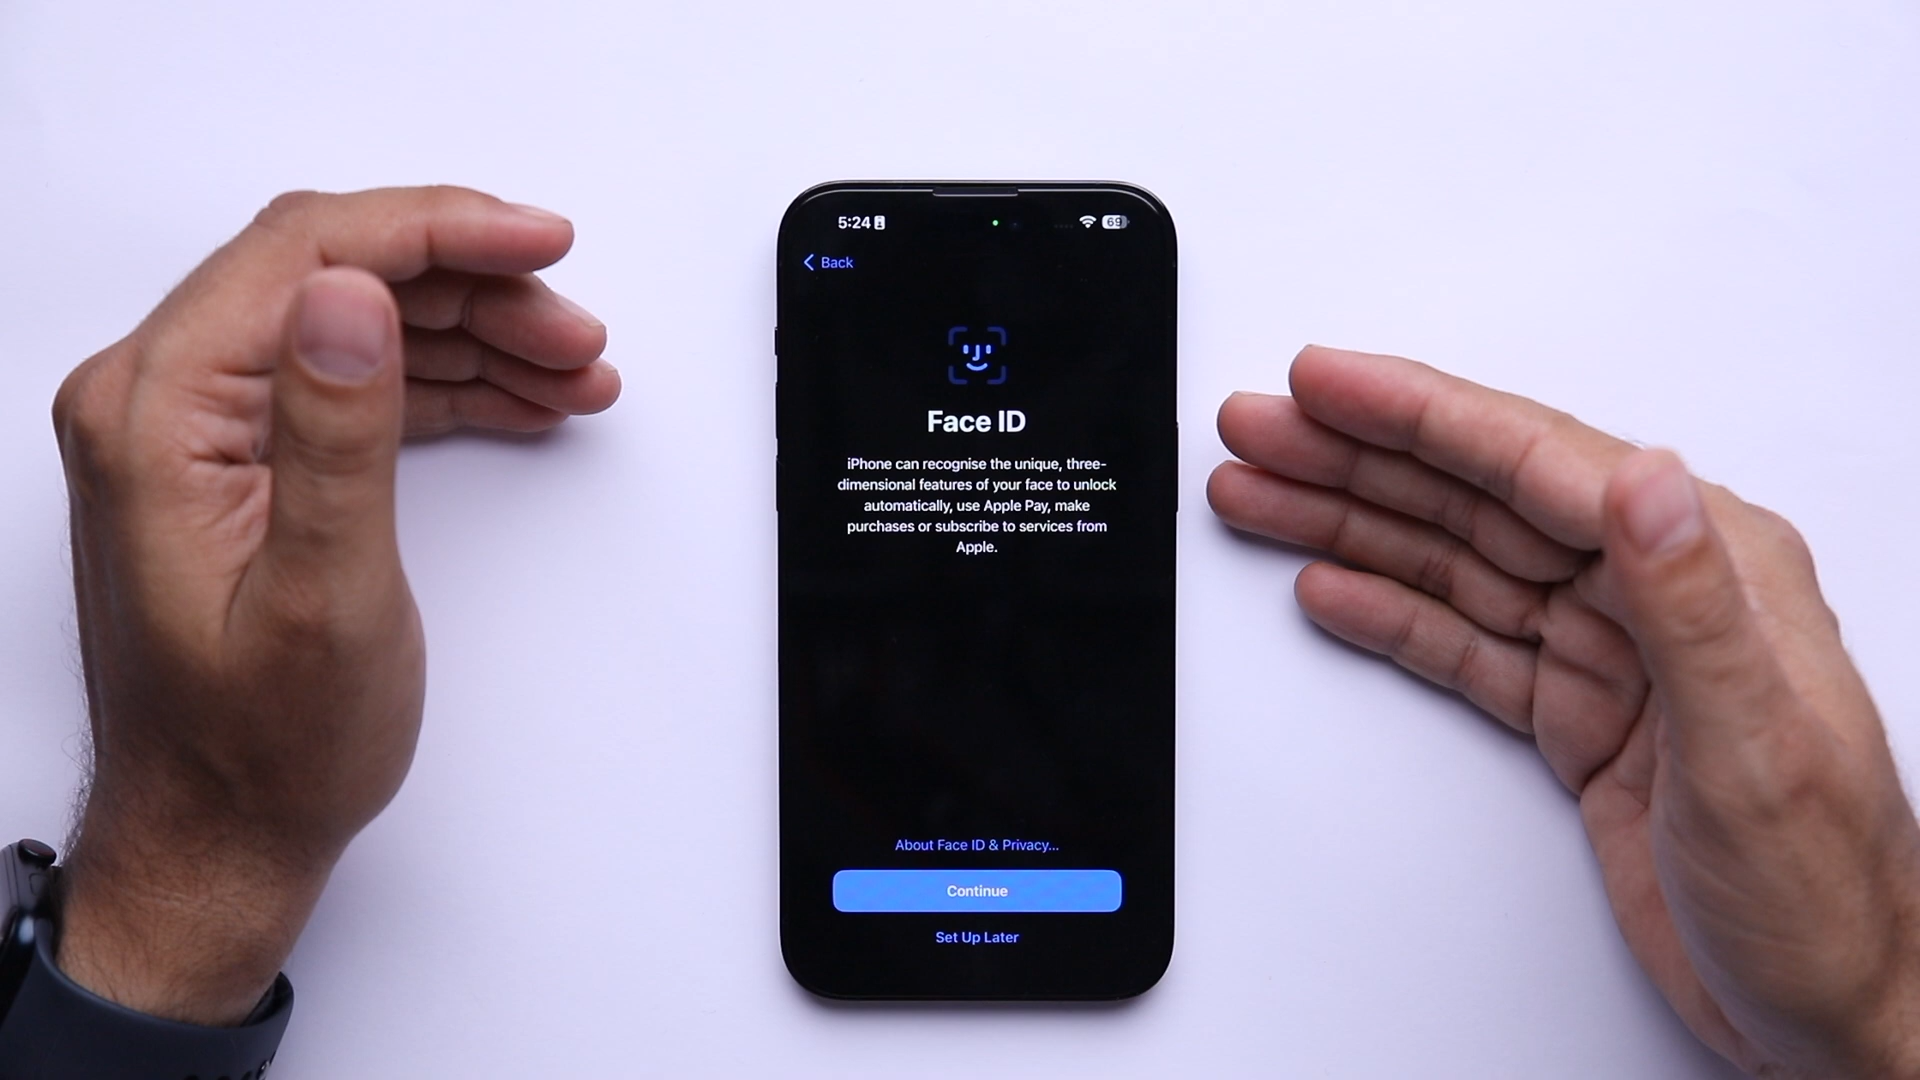 5:24
69
Back
Face ID
iPhone can recognise the unique, three-
dimensional features of your face to unlock
automatically, use Apple Pay, make
purchases or subscribe to services from
Apple.
About Face ID & Privacy...
Continue
Set Up Later